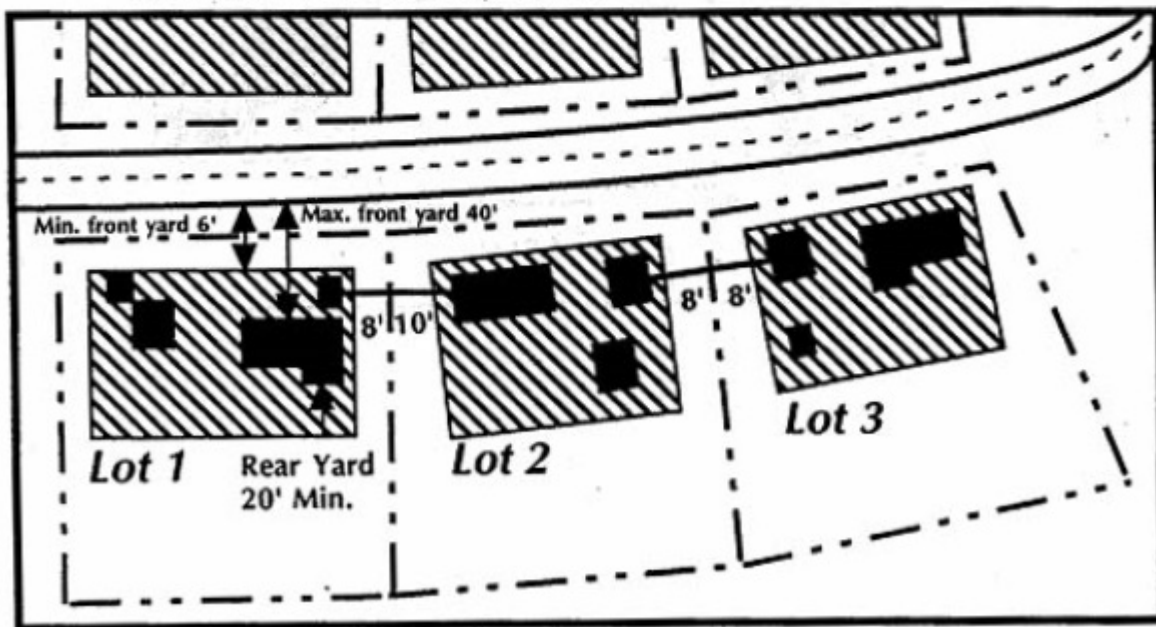 Min. front yard 6'
Max. front yard 40'
8'
10'
8'
8'
Lot 1
Lot 2
Lot 3
Rear Yard
20' Min.